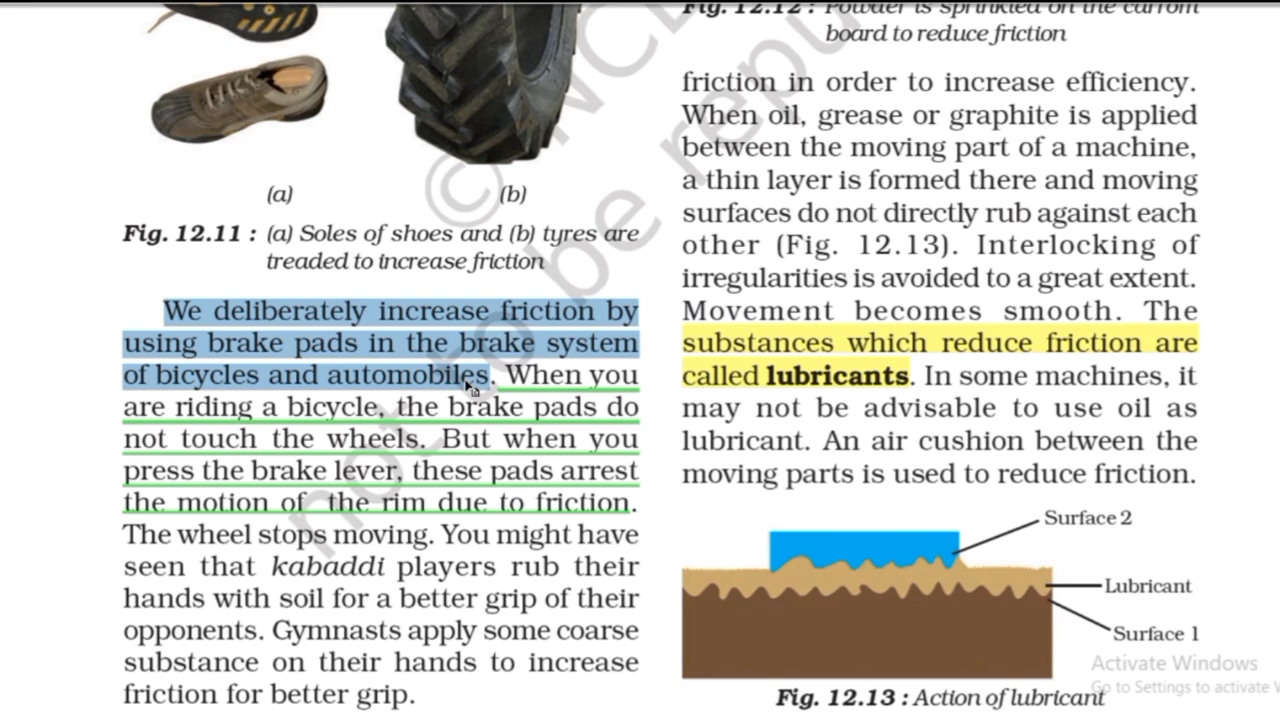 (a)
(b)
Fig. 12.11 : (a) Soles of shoes and (b) tyres are
treaded to increase friction
We deliberately increase friction by
using brake pads in the brake system
of bicycles and automobiles. When you
are riding a bicycle, the brake pads do
not touch the wheels. But when you
press the brake lever, these pads arrest
the motion of the rim due to friction.
The wheel stops moving. You might have
seen that kabaddi players rub their
hands with soil for a better grip of their
opponents. Gymnasts apply some coarse
substance on their hands to increase
friction for better grip.
Fig. 12.12 : Powder is sprinkled on the carrom
board to reduce friction
friction in order to increase efficiency.
When oil, grease or graphite is applied
between the moving part of a machine,
a thin layer is formed there and moving
surfaces do not directly rub against each
other (Fig. 12.13). Interlocking of
irregularities is avoided to a great extent.
Movement becomes smooth. The
substances which reduce friction are
called lubricants. In some machines, it
may not be advisable to use oil as
lubricant. An air cushion between the
moving parts is used to reduce friction.
Surface 2
Lubricant
Surface 1
Fig. 12.13 : Action of lubricant
© NCE
not to be repu
Activate Windows
Go to Settings to activate